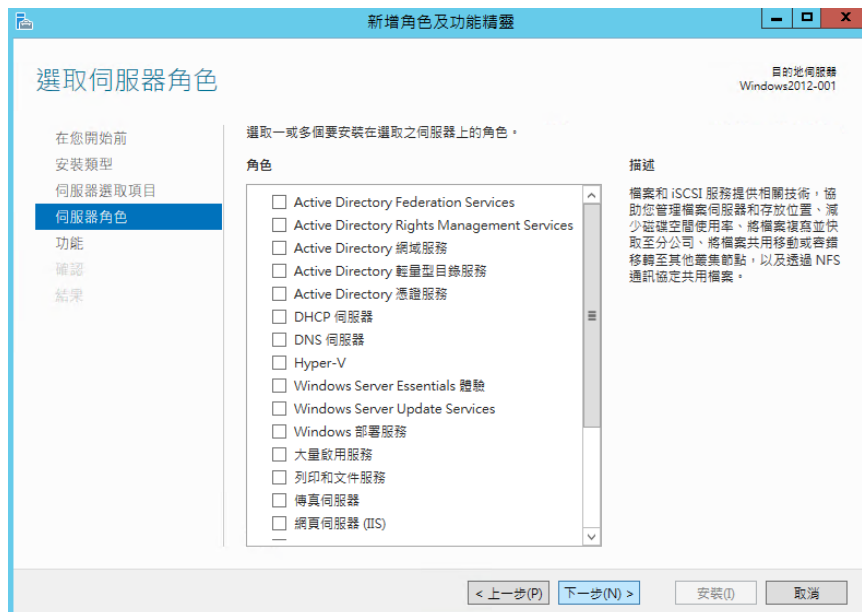 新增角色及功能精靈
選取伺服器角色
目的地伺服器
Windows2012-001
在您開始前
安裝類型
伺服器選取項目
伺服器角色
功能
確認
結果
選取一或多個要安裝在選取之伺服器上的角色。
角色
Active Directory Federation Services
Active Directory Rights Management Services
Active Directory 網域服務
Active Directory 輕量型目錄服務
Active Directory 憑證服務
DHCP 伺服器
DNS 伺服器
Hyper-V
Windows Server Essentials 體驗
Windows Server Update Services
Windows 部署服務
大量啟用服務
列印和文件服務
傳真伺服器
網頁伺服器 (IIS)
描述
檔案和 iSCSI 服務提供相關技術，協
助您管理檔案伺服器和存放位置、減
少磁碟空間使用率、將檔案複寫並快
取至分公司、將檔案共用移動或容錯
移轉至其他叢集節點，以及透過 NFS
通訊協定共用檔案。
< 上一步(P)
下一步(N) >
安裝(I)
取消